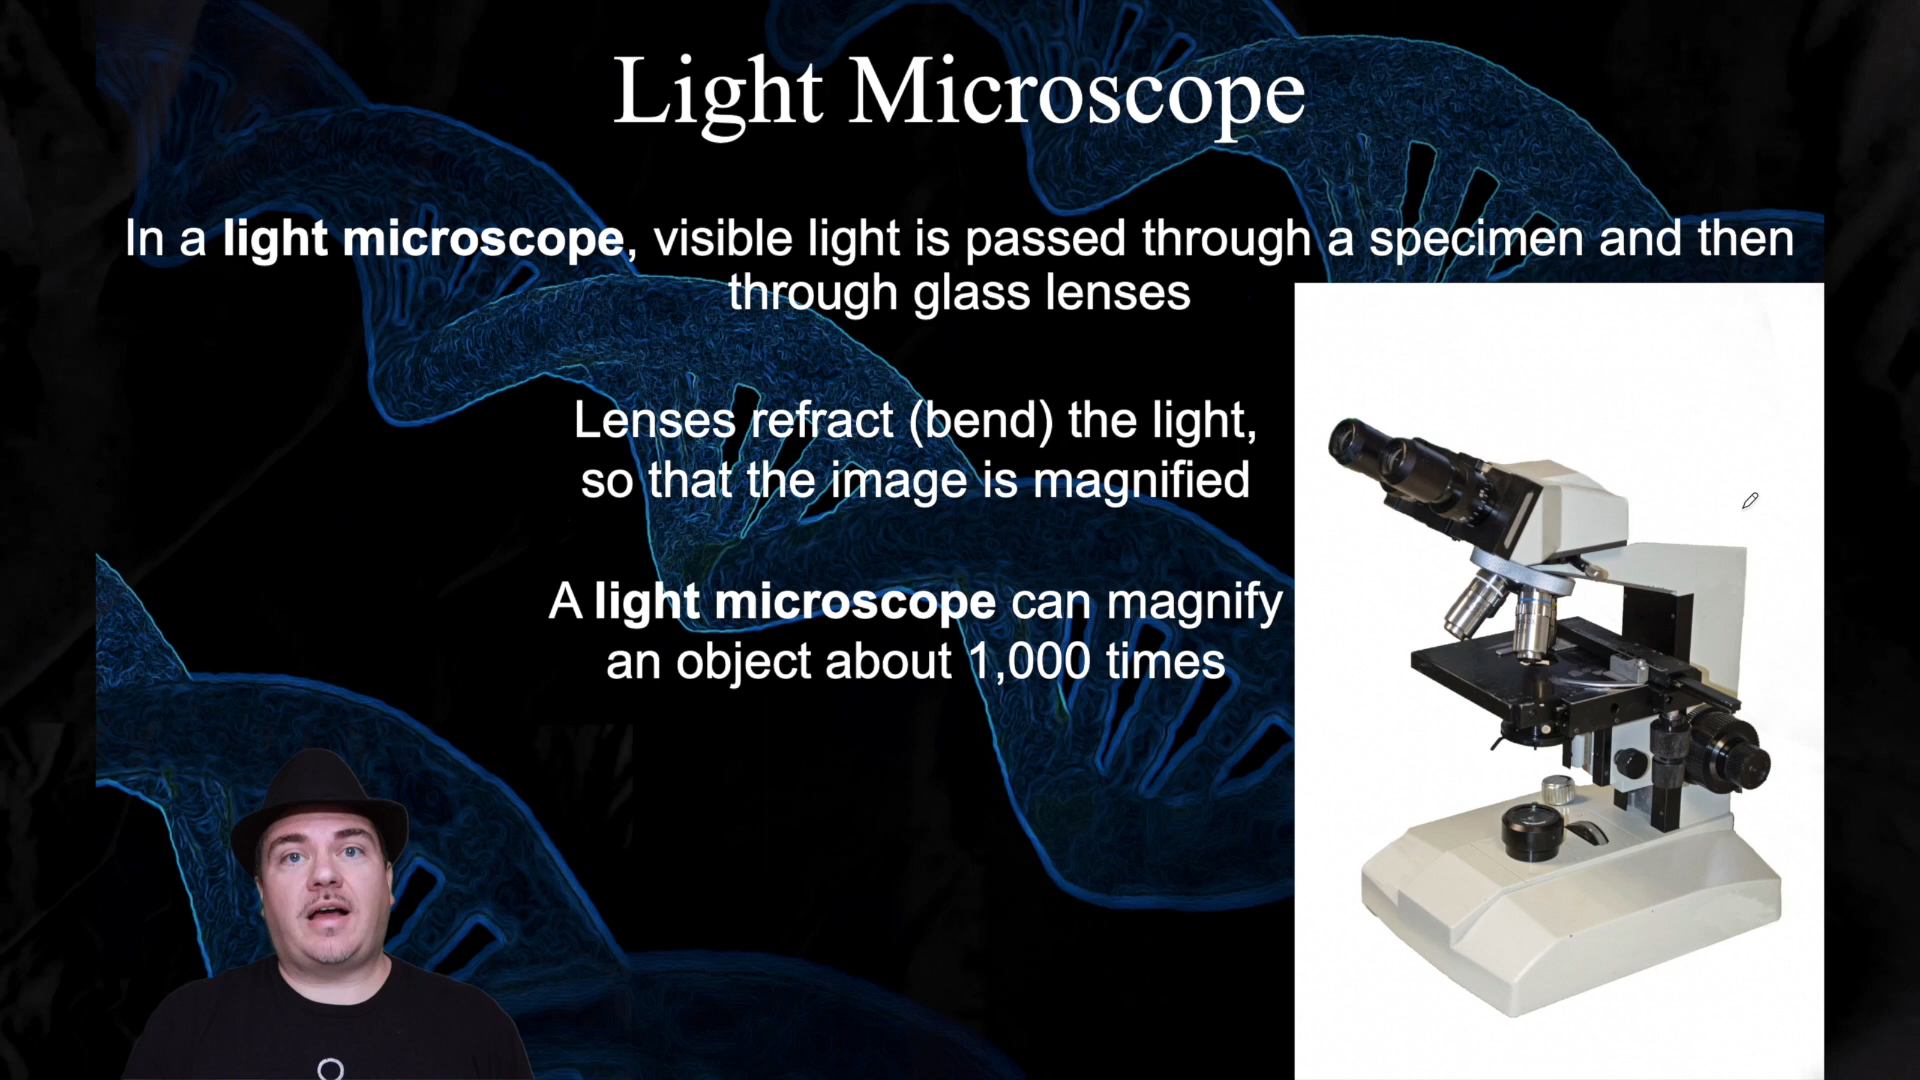 Light Microscope
In a light microscope, visible light is passed through a specimen and then
through glass lenses
Lenses refract (bend) the light,
so that the image is magnified
A light microscope can magnify
an object about 1,000 times